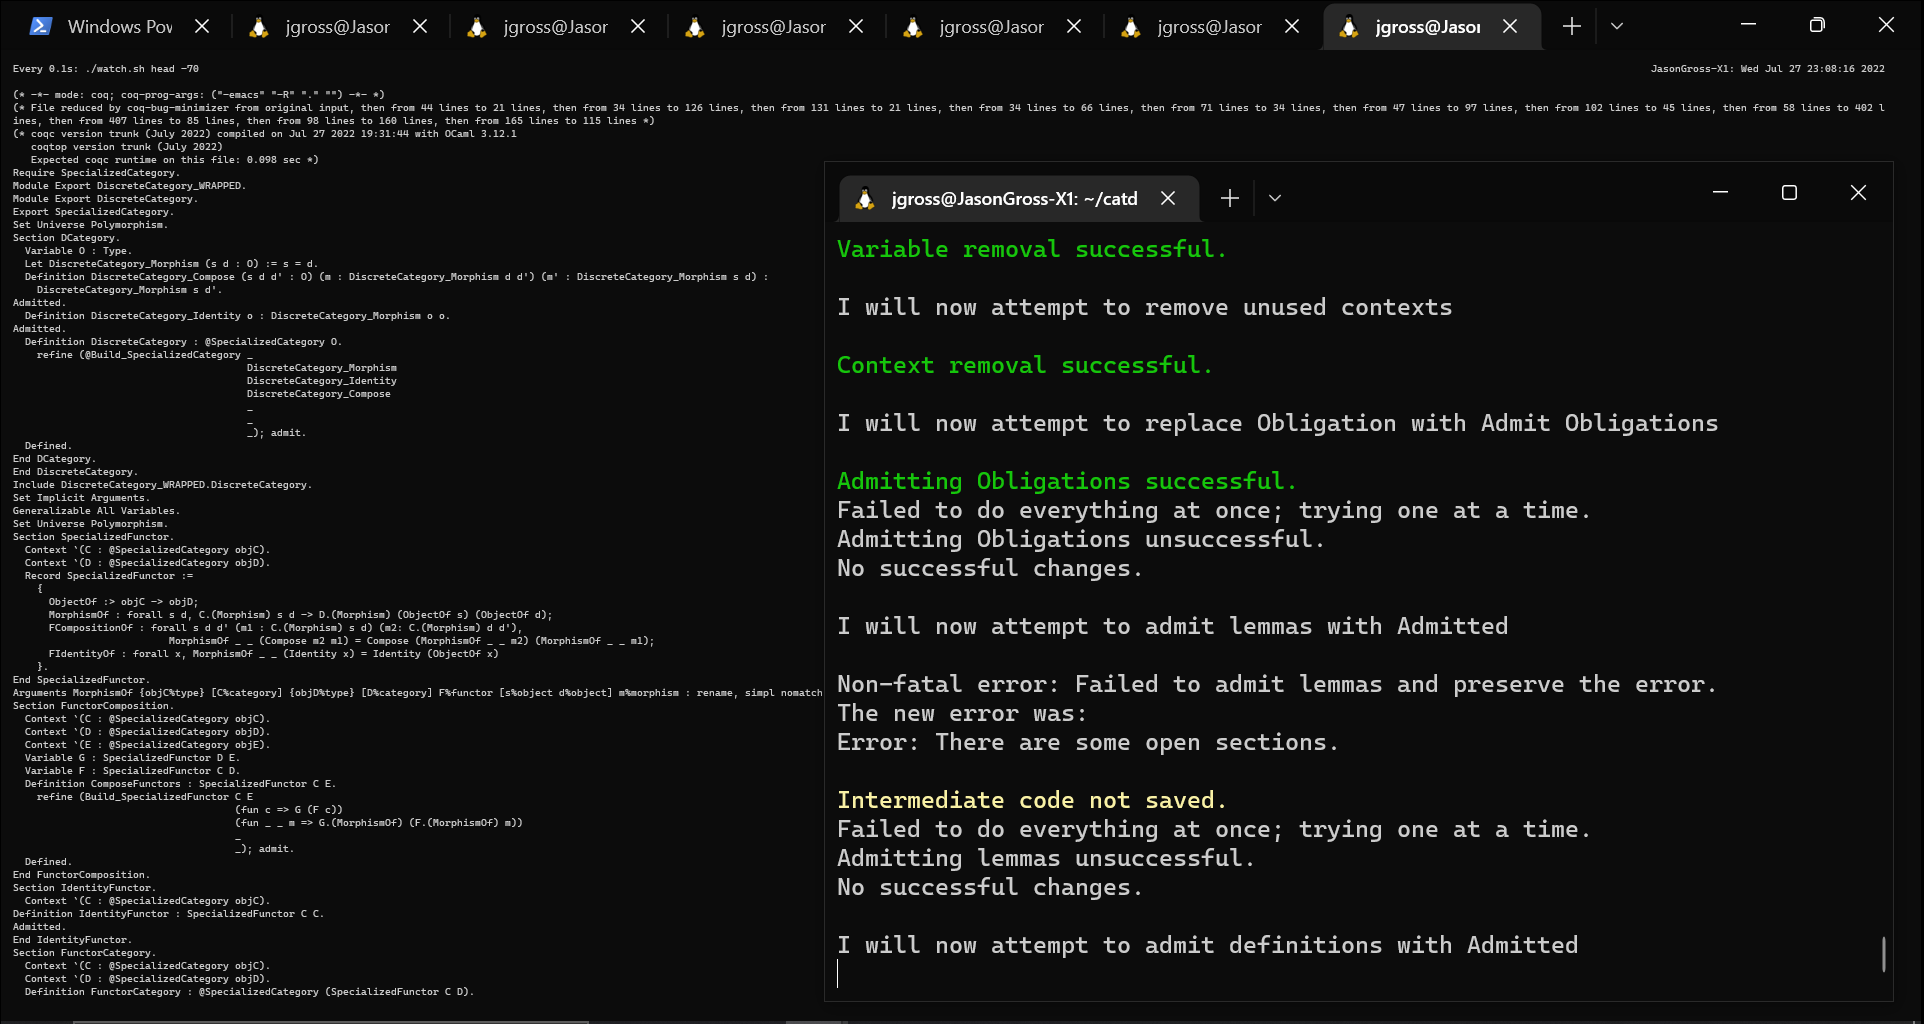 Windows Pov
jgross@Jasor
jgross@Jasor
jgross@Jasor
jgross@Jasor
jgross@Jasor
jgross@Jasor
Every 0.1s: ./watch.sh head -70
JasonGross-X1: Wed Jul 27 23:08:16 2022
(* -*- mode: coq; coq-prog-args: ("-emacs" "-R" "." "") -*- *)
(* File reduced by coq-bug-minimizer from original input, then from 44 lines to 21 lines, then from 34 lines to 126 lines, then from 131 lines to 21 lines, then from 34 lines to 66 lines, then from 71 lines to 34 lines, then from 47 lines to 97 lines, then from 102 lines to 45 lines, then from 58 lines to 402 l
ines, then from 407 lines to 85 lines, then from 98 lines to 160 lines, then from 165 lines to 115 lines *)
(* coqc version trunk (July 2022) compiled on Jul 27 2022 19:31:44 with OCaml 3.12.1
   coqtop version trunk (July 2022)
   Expected coqc runtime on this file: 0.098 sec *)
Require SpecializedCategory.
Module Export DiscreteCategory_WRAPPED.
Module Export DiscreteCategory.
Export SpecializedCategory.
Set Universe Polymorphism.
Section DCategory.
  Variable O : Type.
  Let DiscreteCategory_Morphism (s d : O) := s = d.
  Definition DiscreteCategory_Compose (s d d' : O) (m : DiscreteCategory_Morphism d d') (m' : DiscreteCategory_Morphism s d) :
    DiscreteCategory_Morphism s d'.
Admitted.
  Definition DiscreteCategory_Identity o : DiscreteCategory_Morphism o o.
Admitted.
  Definition DiscreteCategory : @SpecializedCategory O.
    refine (@Build_SpecializedCategory _
                                       DiscreteCategory_Morphism
                                       DiscreteCategory_Identity
                                       DiscreteCategory_Compose
                                       _
                                       _
                                       _); admit.
  Defined.
End DCategory.
End DiscreteCategory.
Include DiscreteCategory_WRAPPED.DiscreteCategory.
Set Implicit Arguments.
Generalizable All Variables.
Set Universe Polymorphism.
Section SpecializedFunctor.
  Context `(C : @SpecializedCategory objC).
  Context `(D : @SpecializedCategory objD).
  Record SpecializedFunctor :=
    {
      ObjectOf :> objC -> objD;
      MorphismOf : forall s d, C.(Morphism) s d -> D.(Morphism) (ObjectOf s) (ObjectOf d);
      FCompositionOf : forall s d d' (m1 : C.(Morphism) s d) (m2: C.(Morphism) d d'),
                          MorphismOf _ _ (Compose m2 m1) = Compose (MorphismOf _ _ m2) (MorphismOf _ _ m1);
      FIdentityOf : forall x, MorphismOf _ _ (Identity x) = Identity (ObjectOf x)
    }.
End SpecializedFunctor.
Arguments MorphismOf {objC%type} [C%category] {objD%type} [D%category] F%functor [s%object d%object] m%morphism : rename, simpl nomatch
Section FunctorComposition.
  Context `(C : @SpecializedCategory objC).
  Context `(D : @SpecializedCategory objD).
  Context `(E : @SpecializedCategory objE).
  Variable G : SpecializedFunctor D E.
  Variable F : SpecializedFunctor C D.
  Definition ComposeFunctors : SpecializedFunctor C E.
    refine (Build_SpecializedFunctor C E
                                     (fun c => G (F c))
                                     (fun _ _ m => G.(MorphismOf) (F.(MorphismOf) m))
                                     _
                                     _); admit.
  Defined.
End FunctorComposition.
Section IdentityFunctor.
  Context `(C : @SpecializedCategory objC).
Definition IdentityFunctor : SpecializedFunctor C C.
Admitted.
End IdentityFunctor.
Section FunctorCategory.
  Context `(C : @SpecializedCategory objC).
  Context `(D : @SpecializedCategory objD).
  Definition FunctorCategory : @SpecializedCategory (SpecializedFunctor C D).
jgross@JasonGross-X1: ~/catd
Variable removal successful.
I will now attempt to remove unused contexts
Context removal successful.
I will now attempt to replace Obligation with Admit Obligations
Admitting Obligations successful.
Failed to do everything at once; trying one at a time.
Admitting Obligations unsuccessful.
No successful changes.
I will now attempt to admit lemmas with Admitted
Non-fatal error: Failed to admit lemmas and preserve the error.
The new error was:
Error: There are some open sections.
Intermediate code not saved.
Failed to do everything at once; trying one at a time.
Admitting lemmas unsuccessful.
No successful changes.
I will now attempt to admit definitions with Admitted